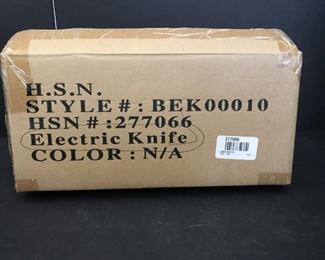 H.S.N.
STYLE # : BEK00010
HSN # :277066
Electric Knife
COLOR : N/A
277066